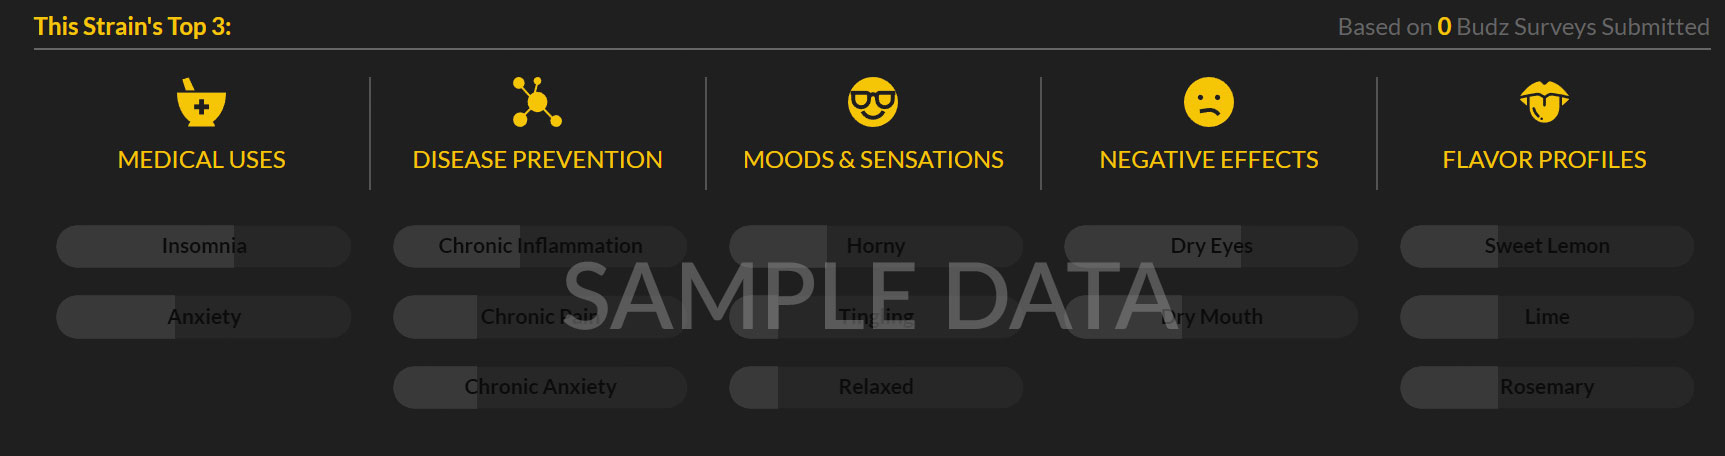 This Strain's Top 3:
Based on 0 Budz Surveys Submitted
MEDICAL USES
DISEASE PREVENTION
MOODS & SENSATIONS
NEGATIVE EFFECTS
FLAVOR PROFILES
Insomnia
Chronic Inflammation
Horny
Dry Eyes
Sweet Lemon
SAMPLE DATA
Anxiety
Chronic Pain
Tingling
Dry Mouth
Lime
Chronic Anxiety
Relaxed
Rosemary